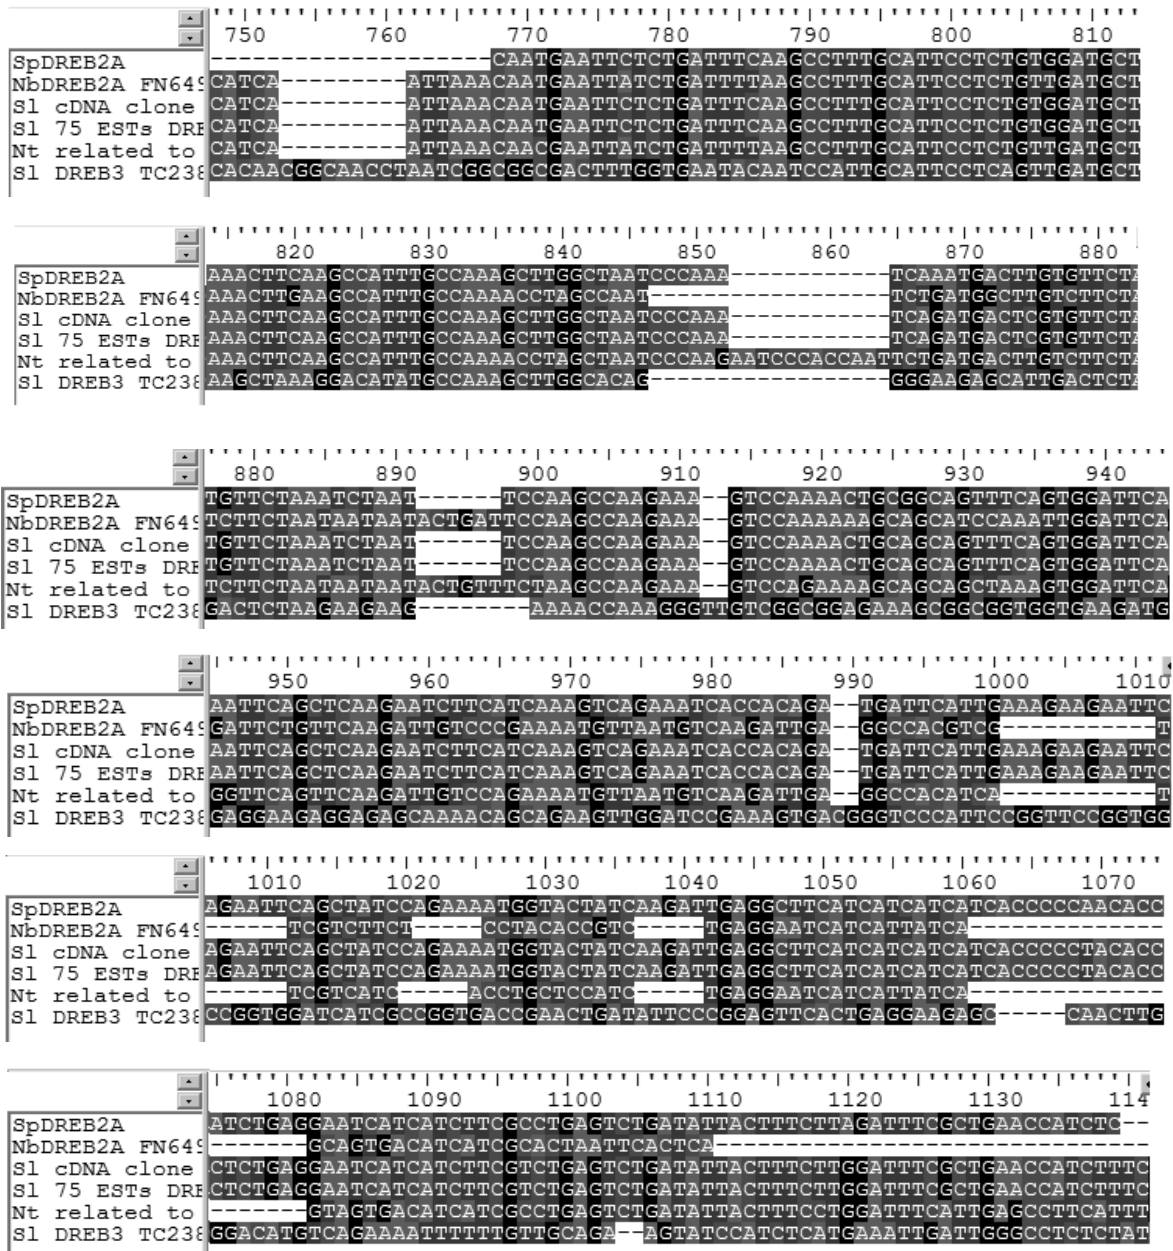 750 760 770 780 790 800 810
SpDREB2A --------------------CAATGAATTCTCTGATTTCAAGCCTTTGCATTCCTCTGTGGATGCT
NbDREB2A FN649 CATCA---------ATTAAACAATGAATTCTCTGATTTTAAGCCTTTGCATTCCTCTGTTGATGCT
Sl cDNA clone CATCA---------ATTAAACAATGAATTCTCTGATTTCAAGCCTTTGCATTCCTCTGTGGATGCT
Sl 75 ESTs DRE CATCA---------ATTAAACAATGAATTCTCTGATTTCAAGCCTTTGCATTCCTCTGTGGATGCT
Nt related to CATCA---------ATTAAACAACGAATTATCTGATTTTAAGCCTTTGCATTCCTCTGTTGATGCT
Sl DREB3 TC238 CACAACGGCAACCTAATCGGCGGCGACTTTGGTGAATACAATCCATTGCATTCCTCAGTTGATGCT
820 830 840 850 860 870 880
SpDREB2A AAACTTCAAGCCATTTGCCAAAGCTTGGCTAATCCCAAA------------TCAAATGACTTGTGTTCTA
NbDREB2A FN649 AAACTTGAAGCCATTTGCCAAAACCTAGCCAAT------------------TCTGATGGCTTGTCTTCTA
Sl cDNA clone AAACTTCAAGCCATTTGCCAAAGCTTGGCTAATCCCAAA------------TCAGATGACTCGTGTTCTA
Sl 75 ESTs DRE AAACTTCAAGCCATTTGCCAAAGCTTGGCTAATCCCAAA------------TCAGATGACTCGTGTTCTA
Nt related to AAACTTCAAGCCATTTGCCAAAACCTAGCTAATCCCAAGAATCCCACCAATTCTGATGACTTGTCTTCTA
Sl DREB3 TC238 AAGCTAAAGGACATATGCCAAAGCTTGGCACAG------------------GGGAAGAGCATTGACTCTA
880 890 900 910 920 930 940
SpDREB2A TGTTCTAAATCTAAT------TCCAAGCCAAGAAA--GTCCAAAACTGCGGCAGTTTCAGTGGATTCA
NbDREB2A FN649 TCTTCTAATAATAATACTGATTCCAAGCCAAGAAA--GTCCAAAAAAGCAGCATCCAAATTGGATTCA
Sl cDNA clone TGTTCTAAATCTAAT------TCCAAGCCAAGAAA--GTCCAAAACTGCAGCAGTTTCAGTGGATTCA
Sl 75 ESTs DRE TGTTCTAAATCTAAT------TCCAAGCCAAGAAA--GTCCAAAACTGCAGCAGTTTCAGTGGATTCA
Nt related to TCTTCTAATAATAATACTGTTTCTAAGCCAAGAAA--GTCCAGAAAAGCAGCAGCTAAAGTGGATTCA
Sl DREB3 TC238 GACTCTAAGAAGAAG--------AAAACCAAAGGGTTGTCGGCGGAGAAAGCGGCGGTGGTGAAGATG
950 960 970 980 990 1000 1010
SpDREB2A AATTCAGCTCAAGAATCTTCATCAAAGTCAGAAATCACCACAGA--TGATTCATTGAAAGAAGAATTC
NbDREB2A FN649 GATTCTGTTCAAGATTGTCCCGAAAATGTTAATGTCAAGATTGA--GGCCACGTCG-----------T
Sl cDNA clone AATTCAGCTCAAGAATCTTCATCAAAGTCAGAAATCACCACAGA--TGATTCATTGAAAGAAGAATTC
Sl 75 ESTs DRE AATTCAGCTCAAGAATCTTCATCAAAGTCAGAAATCACCACAGA--TGATTCATTGAAAGAAGAATTC
Nt related to GGTTCAGTTCAAGATTGTCCAGAAAATGTTAATGTCAAGATTGA--GGCCACATCA-----------T
Sl DREB3 TC238 GAGGAAGAGGAGAGCAAAACAGCAGAAGTTGGATCCGAAAGTGACGGGTCCCATTCCGGTTCCGGTGG
1010 1020 1030 1040 1050 1060 1070
SpDREB2A AGAATTCAGCTATCCAGAAAATGGTACTATCAAGATTGAGGCTTCATCATCATCATCACCCCCAACACC
NbDREB2A FN649 ------TCGTCTTCT-----CCTACACCGTC-----TGAGGAATCATCATTATCA--------------
Sl cDNA clone AGAATTCAGCTATCCAGAAAATGGTACTATCAAGATTGAGGCTTCATCATCATCATCACCCCCTACACC
Sl 75 ESTs DRE AGAATTCAGCTATCCAGAAAATGGTACTATCAAGATTGAGGCTTCATCATCATCATCACCCCCTACACC
Nt related to ------TCGTCATC-----ACCTGCTCCATC-----TGAGGAATCATCATTATCA--------------
Sl DREB3 TC238 CCGGTGGATCATCGCCGGTGACCGAACTGATATTCCCGGAGTTCACTGAGGAAGAGC-----CAACTTG
1080 1090 1100 1110 1120 1130 114
SpDREB2A ATCTGAGGAATCATCATCTTCGCCTGAGTCTGATATTACTTTCTTAGATTTCGCTGAACCATCTC--
NbDREB2A FN649 -------GCAGTGACATCATCGCACTAATTCACTCA-------------------------------
Sl cDNA clone CTCTGAGGAATCATCATCTTCGTCTGAGTCTGATATTACTTTCTTGGATTTCGCTGAACCATCTTTC
Sl 75 ESTs DRE CTCTGAGGAATCATCATCTTCGTCTGAGTCTGATATTACTTTCTTGGATTTCGCTGAACCATCTTTC
Nt related to -------GTAGTGACATCATCGCCTGAGTCTGATATTACTTTCCTGGATTTCATTGAGCCTTCATTT
Sl DREB3 TC238 GGACATGTCAGAAAATTTTTTGTTGCAGA--AGTATCCATCTCATGAAATTGATTGGGCCTCTCTAT